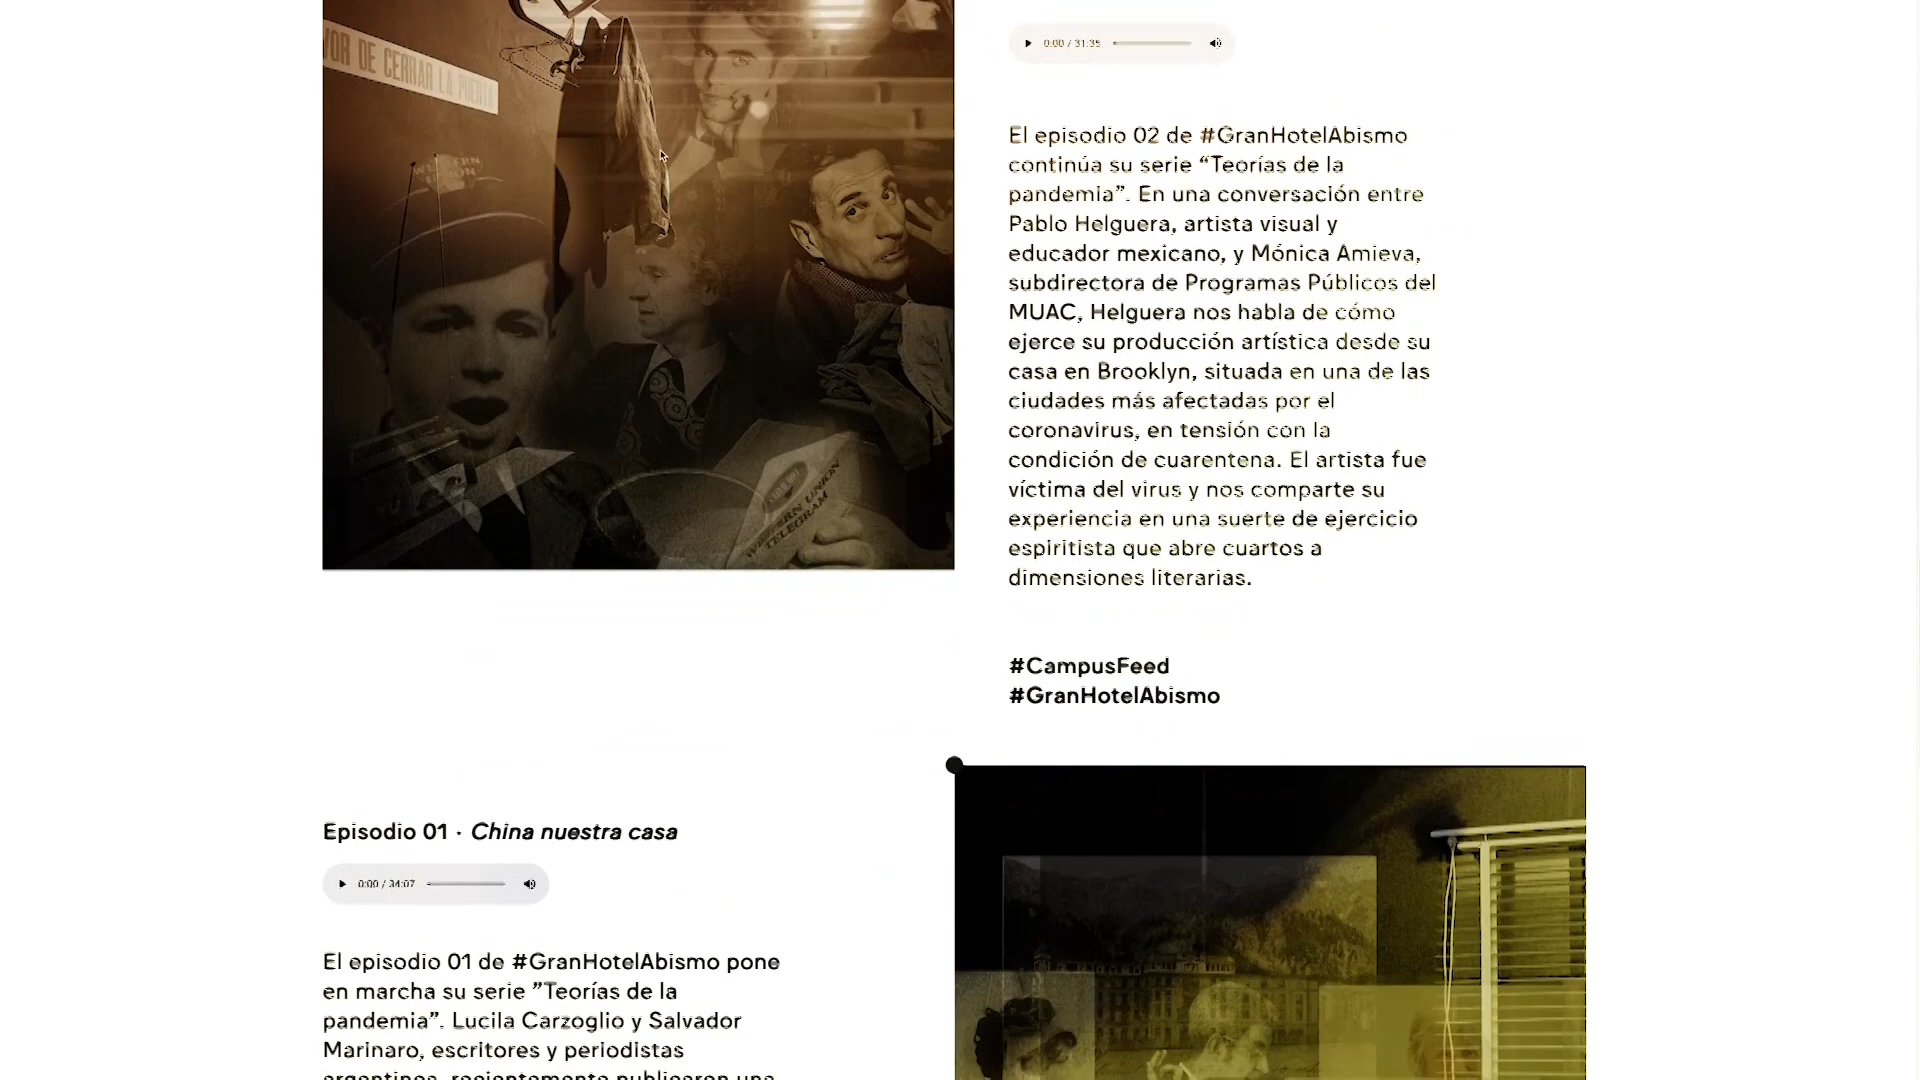 VOR DE CERRAR LA PUERTA
WESTERN
UNION
WESTERN UNION
TELEGRAM
0:00 / 31:35
El episodio 02 de #GranHotelAbismo
continúa su serie “Teorías de la
pandemia”. En una conversación entre
Pablo Helguera, artista visual y
educador mexicano, y Mónica Amieva,
subdirectora de Programas Públicos del
MUAC, Helguera nos habla de cómo
ejerce su producción artística desde su
casa en Brooklyn, situada en una de las
ciudades más afectadas por el
coronavirus, en tensión con la
condición de cuarentena. El artista fue
víctima del virus y nos comparte su
experiencia en una suerte de ejercicio
espiritista que abre cuartos a
dimensiones literarias.
#CampusFeed
#GranHotelAbismo
Episodio 01 · China nuestra casa
0:00 / 34:07
El episodio 01 de #GranHotelAbismo pone
en marcha su serie ”Teorías de la
pandemia”. Lucila Carzoglio y Salvador
Marinaro, escritores y periodistas
argentinos, recientemente publicaron una